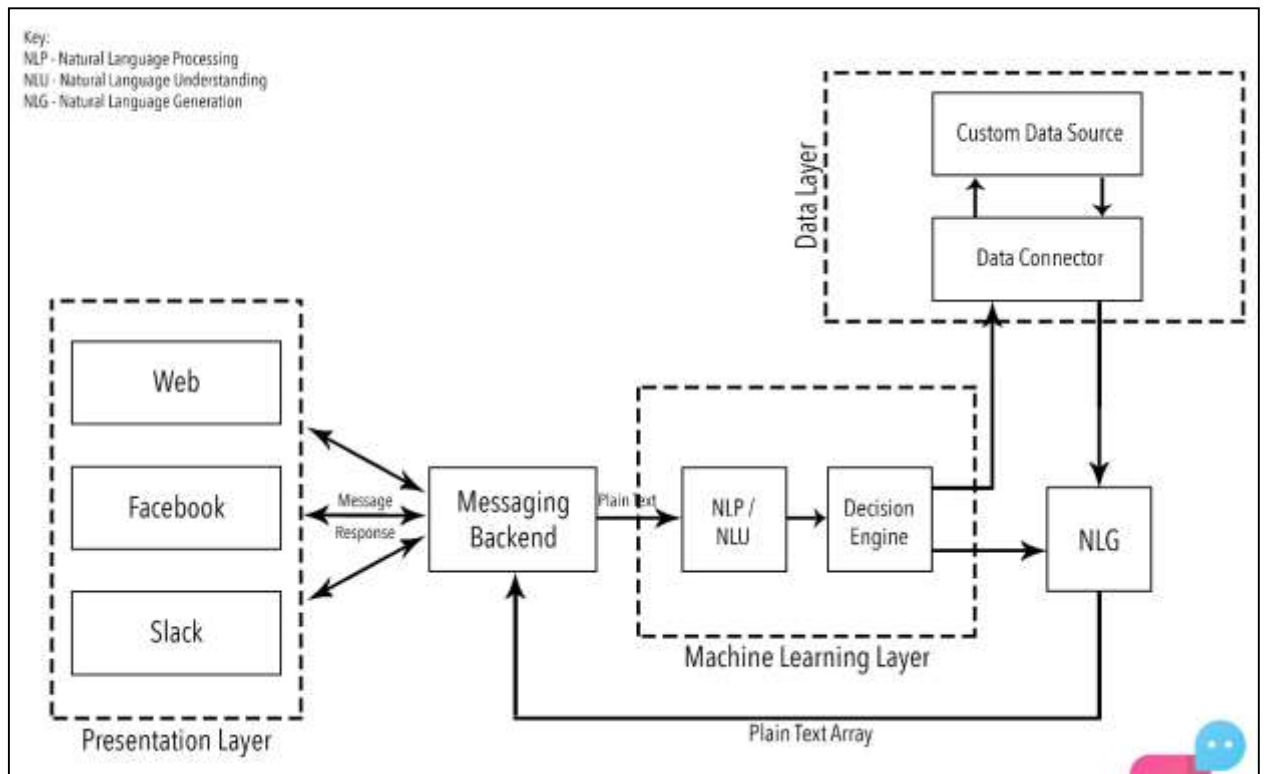 Key:
NLP - Natural Language Processing
NLU - Natural Language Understanding
NLG - Natural Language Generation
Custom Data Source
Data Layer
Data Connector
Web
Facebook
Slack
Presentation Layer
Message
Response
Messaging
Backend
Plain Text
NLP /
NLU
Decision
Engine
Machine Learning Layer
NLG
Plain Text Array